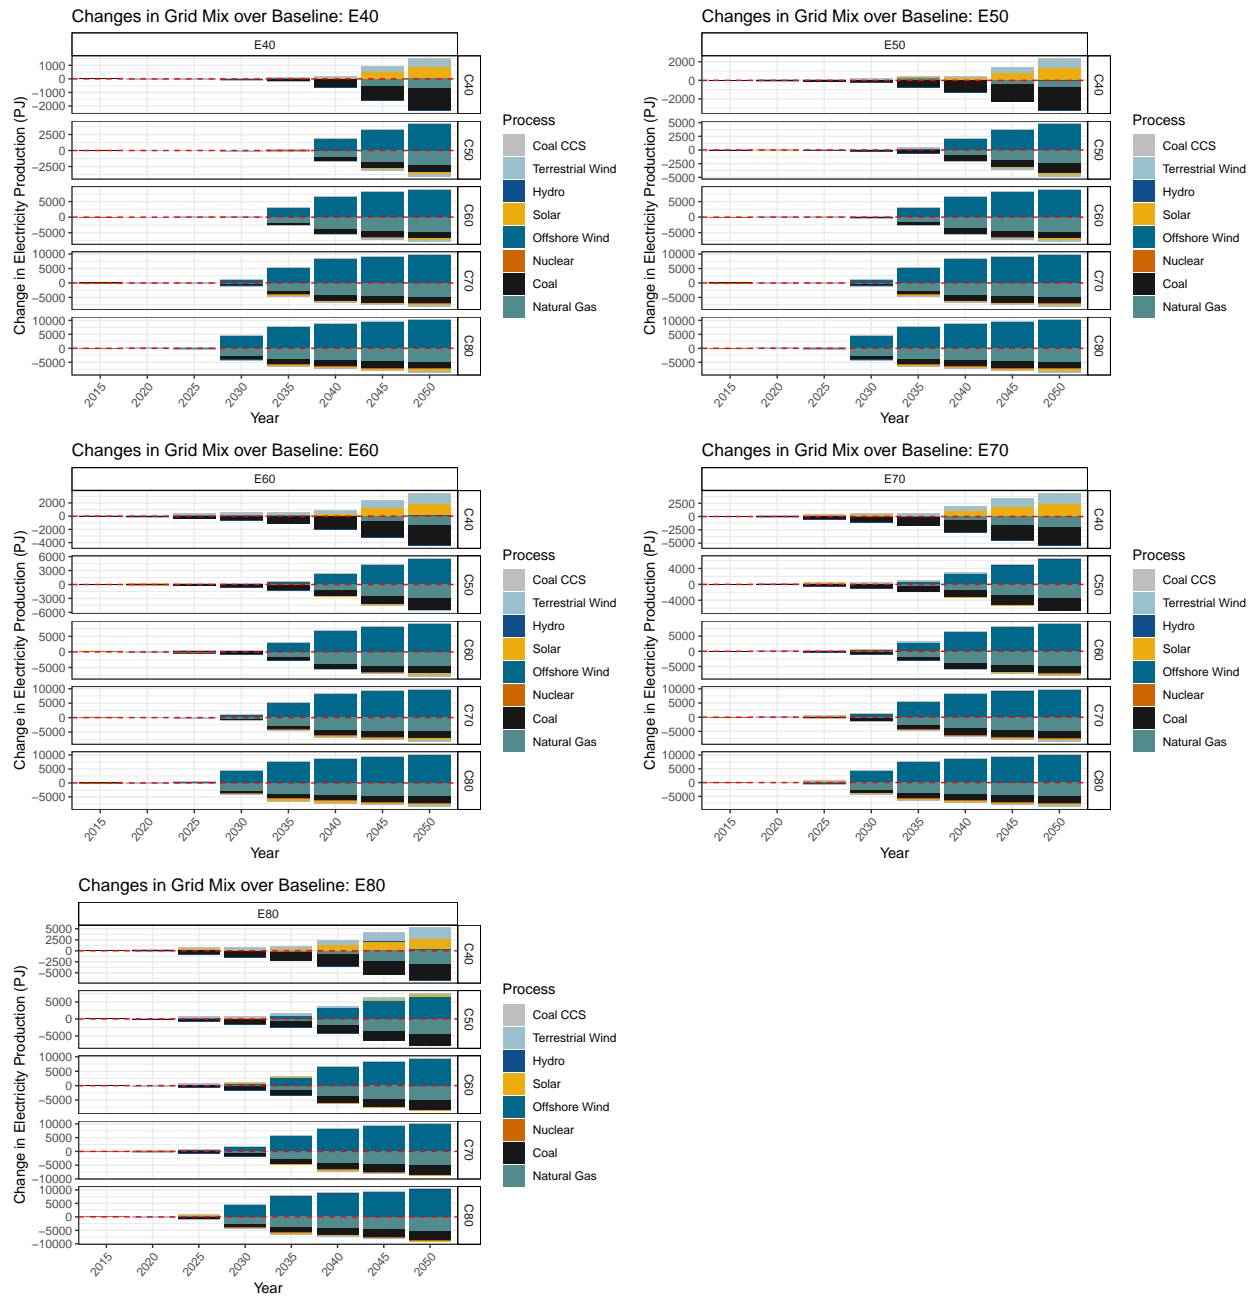 Changes in Grid Mix over Baseline: E40
E40
1000
0
−1000
−2000
C40
2500
0
−2500
C50
5000
0
−5000
C60
10000
5000
0
−5000
C70
10000
5000
0
−5000
C80
2015
2020
2025
2030
2035
2040
2045
2050
Year
Change in Electricity Production (PJ)
Process
Coal CCS
Terrestrial Wind
Hydro
Solar
Offshore Wind
Nuclear
Coal
Natural Gas
Changes in Grid Mix over Baseline: E50
E50
2000
0
−2000
C40
5000
2500
0
−2500
−5000
C50
5000
0
−5000
C60
10000
5000
0
−5000
C70
10000
5000
0
−5000
C80
2015
2020
2025
2030
2035
2040
2045
2050
Year
Change in Electricity Production (PJ)
Process
Coal CCS
Terrestrial Wind
Hydro
Solar
Offshore Wind
Nuclear
Coal
Natural Gas
Changes in Grid Mix over Baseline: E60
E60
2000
0
−2000
−4000
C40
6000
3000
0
−3000
−6000
C50
5000
0
−5000
C60
10000
5000
0
−5000
C70
10000
5000
0
−5000
C80
2015
2020
2025
2030
2035
2040
2045
2050
Year
Change in Electricity Production (PJ)
Process
Coal CCS
Terrestrial Wind
Hydro
Solar
Offshore Wind
Nuclear
Coal
Natural Gas
Changes in Grid Mix over Baseline: E70
E70
2500
0
−2500
−5000
C40
4000
0
−4000
C50
5000
0
−5000
C60
10000
5000
0
−5000
C70
10000
5000
0
−5000
C80
2015
2020
2025
2030
2035
2040
2045
2050
Year
Change in Electricity Production (PJ)
Process
Coal CCS
Terrestrial Wind
Hydro
Solar
Offshore Wind
Nuclear
Coal
Natural Gas
Changes in Grid Mix over Baseline: E80
E80
5000
2500
0
−2500
−5000
C40
5000
0
−5000
C50
10000
5000
0
−5000
C60
10000
5000
0
−5000
−10000
C70
10000
5000
0
−5000
−10000
C80
2015
2020
2025
2030
2035
2040
2045
2050
Year
Change in Electricity Production (PJ)
Process
Coal CCS
Terrestrial Wind
Hydro
Solar
Offshore Wind
Nuclear
Coal
Natural Gas